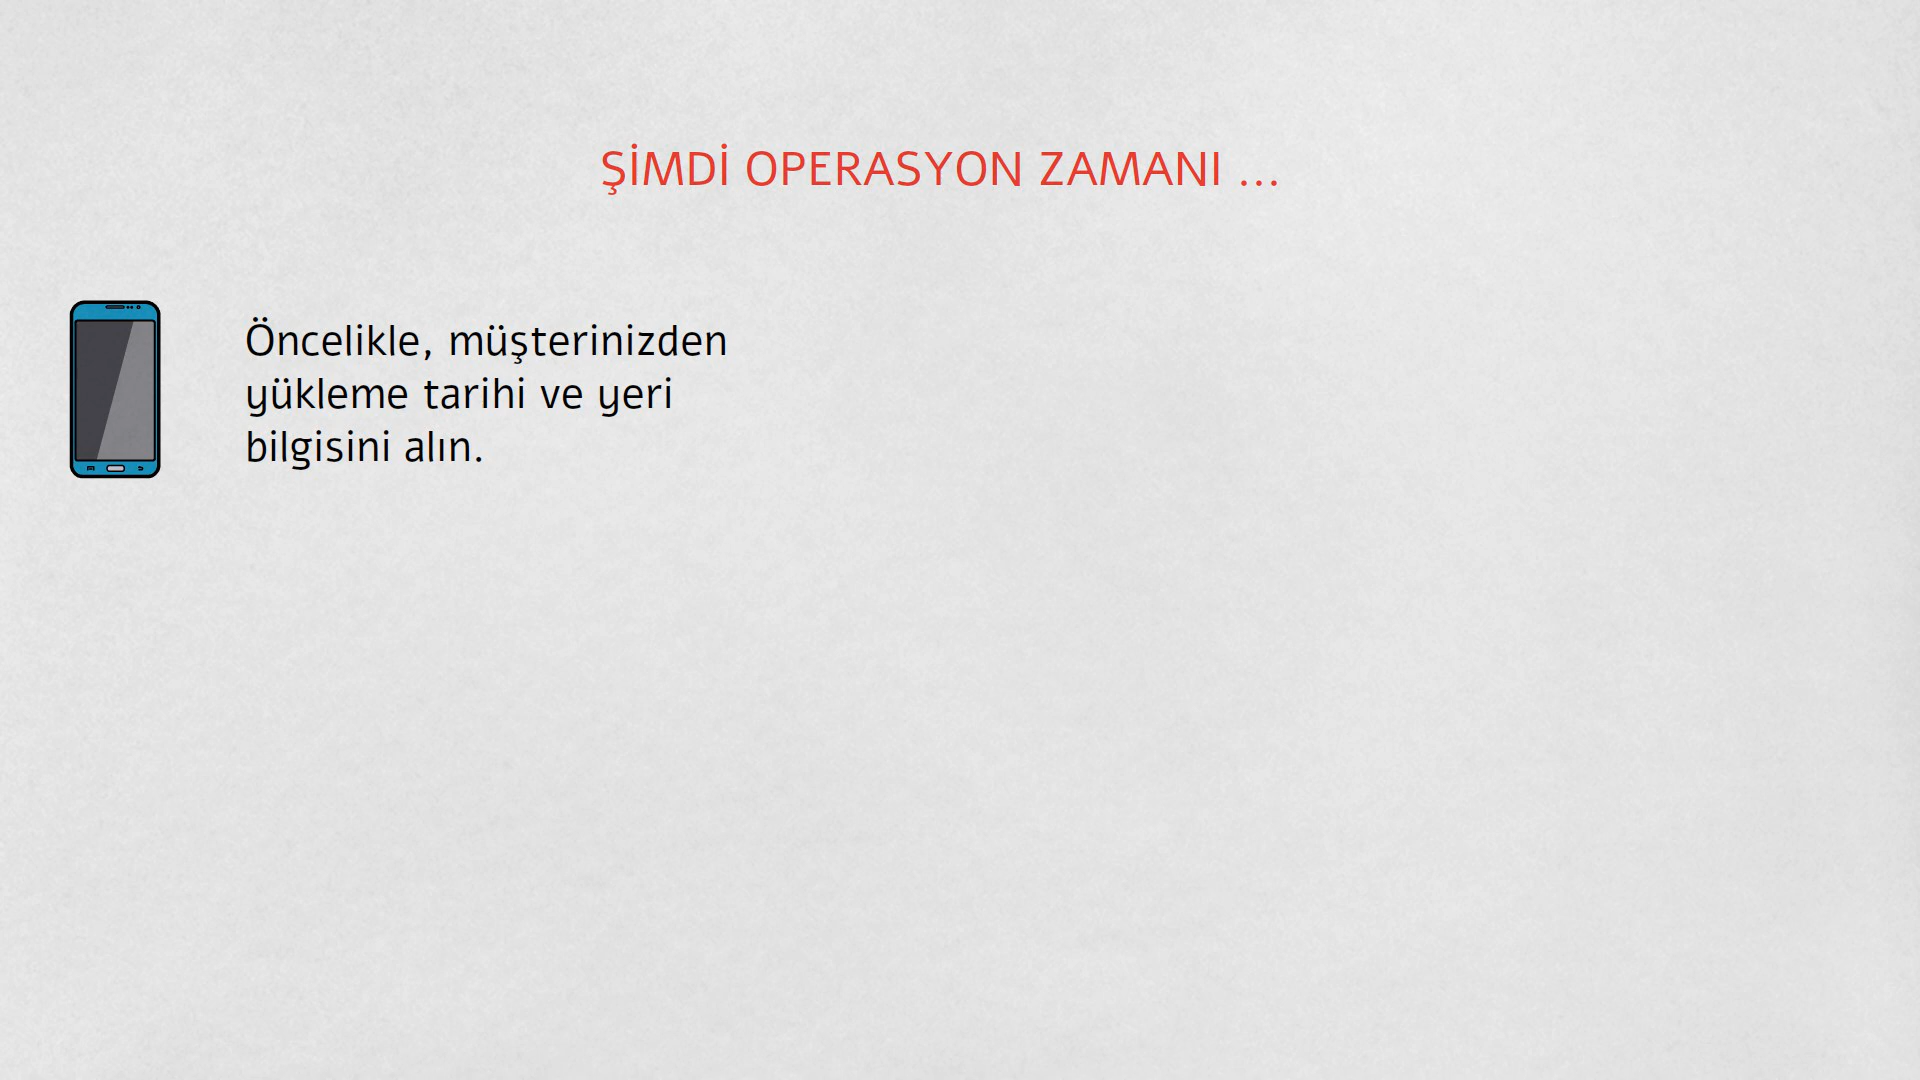 ŞİMDİ OPERASYON ZAMANI ...
Öncelikle, müşterinizden
yükleme tarihi ve yeri
bilgisini alın.